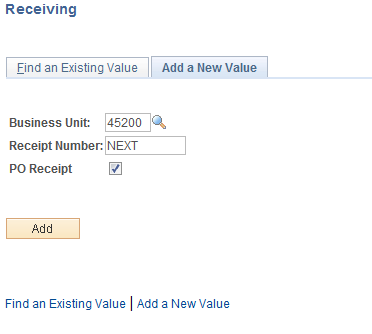 Receiving
Find an Existing Value Add a New Value
Business Unit: 45200
Receipt Number: NEXT
PO Receipt
Add
Find an Existing Value | Add a New Value